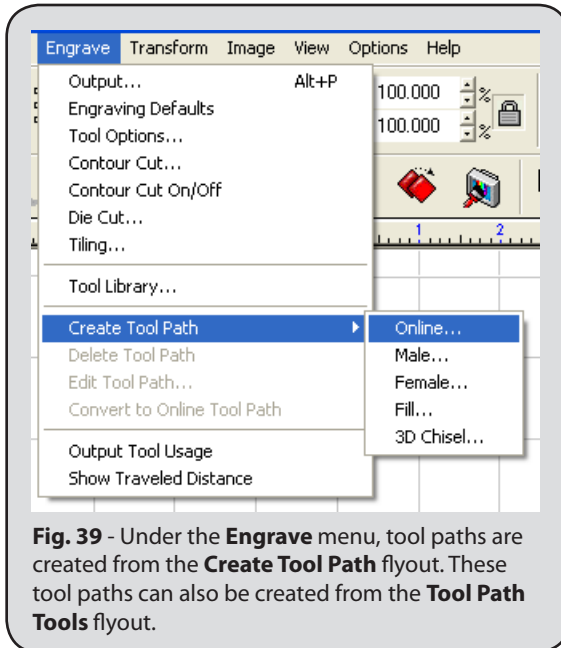 Engrave Transform Image View Options Help
Output... Alt+P
Engraving Defaults
Tool Options...
Contour Cut...
Contour Cut On/Off
Die Cut...
Tiling...
Tool Library...
Create Tool Path
Delete Tool Path
Edit Tool Path...
Convert to Online Tool Path
Output Tool Usage
Show Traveled Distance
100.000 %
100.000 %
1 2
Online...
Male...
Female...
Fill...
3D Chisel...
Fig. 39 - Under the Engrave menu, tool paths are
created from the Create Tool Path flyout. These
tool paths can also be created from the Tool Path
Tools flyout.